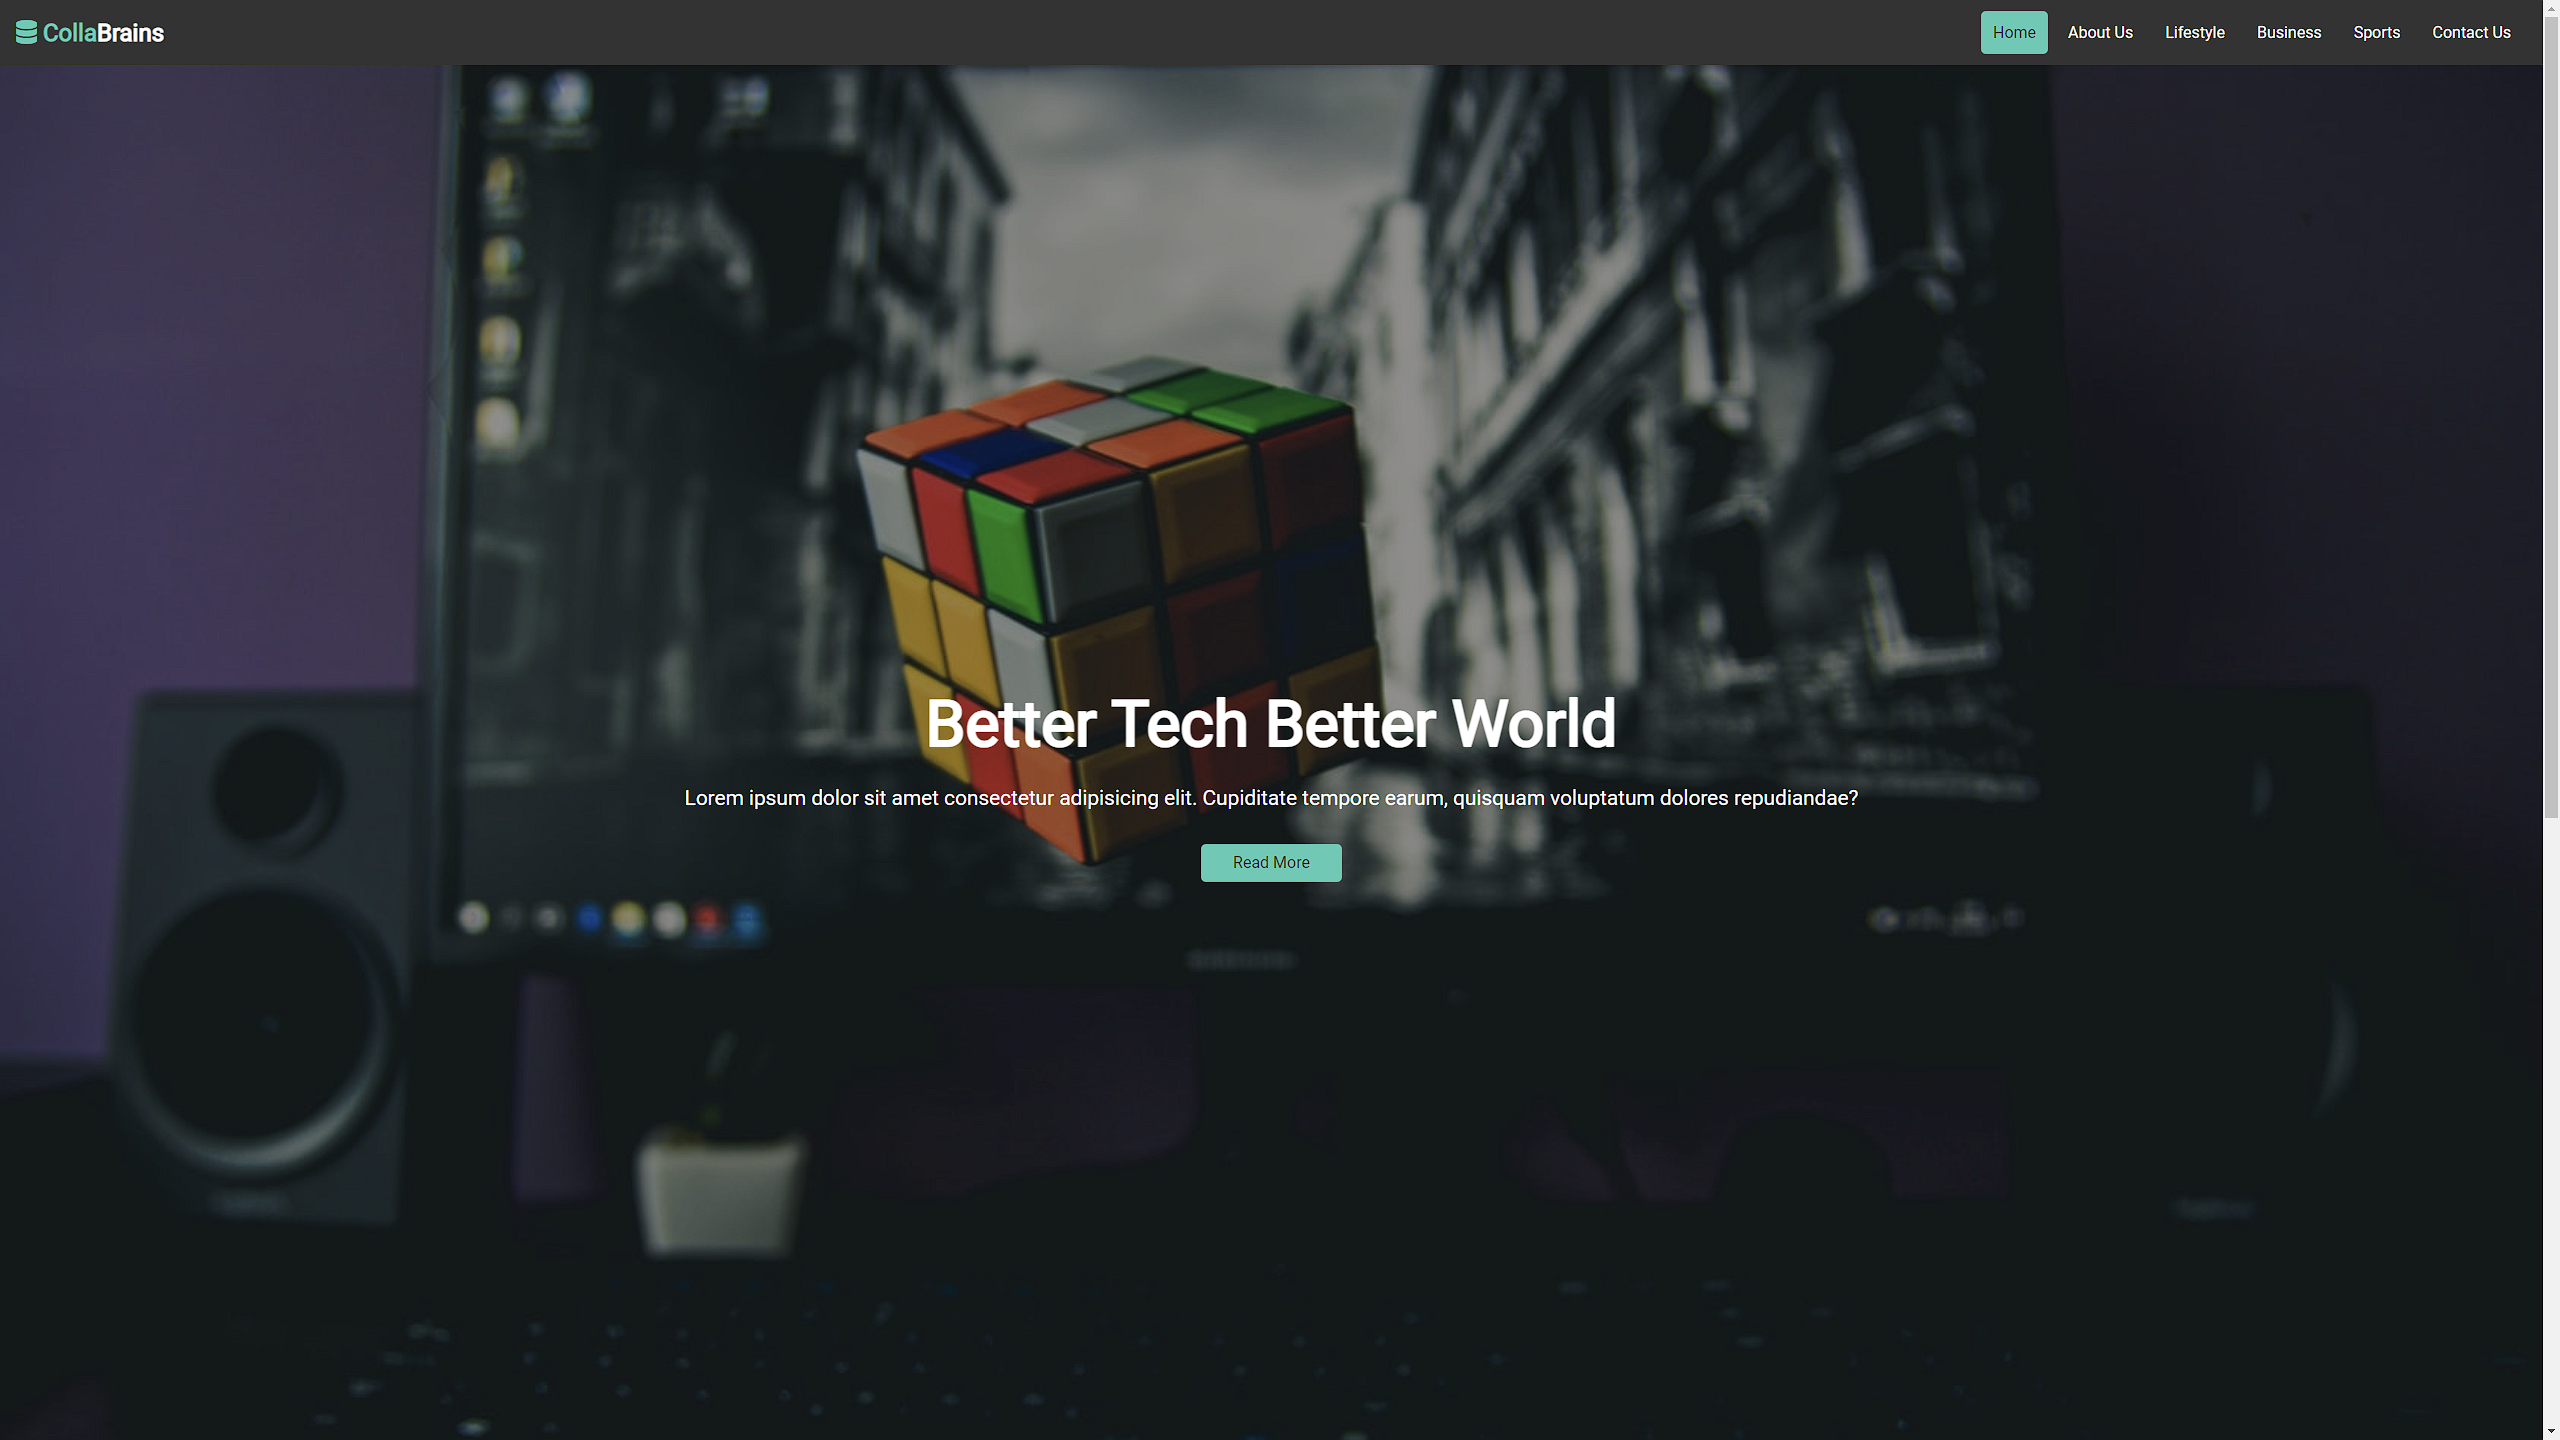 CollaBrains
Home About Us Lifestyle Business Sports Contact Us
Better Tech Better World
Lorem ipsum dolor sit amet consectetur adipisicing elit. Cupiditate tempore earum, quisquam voluptatum dolores repudiandae?
Read More